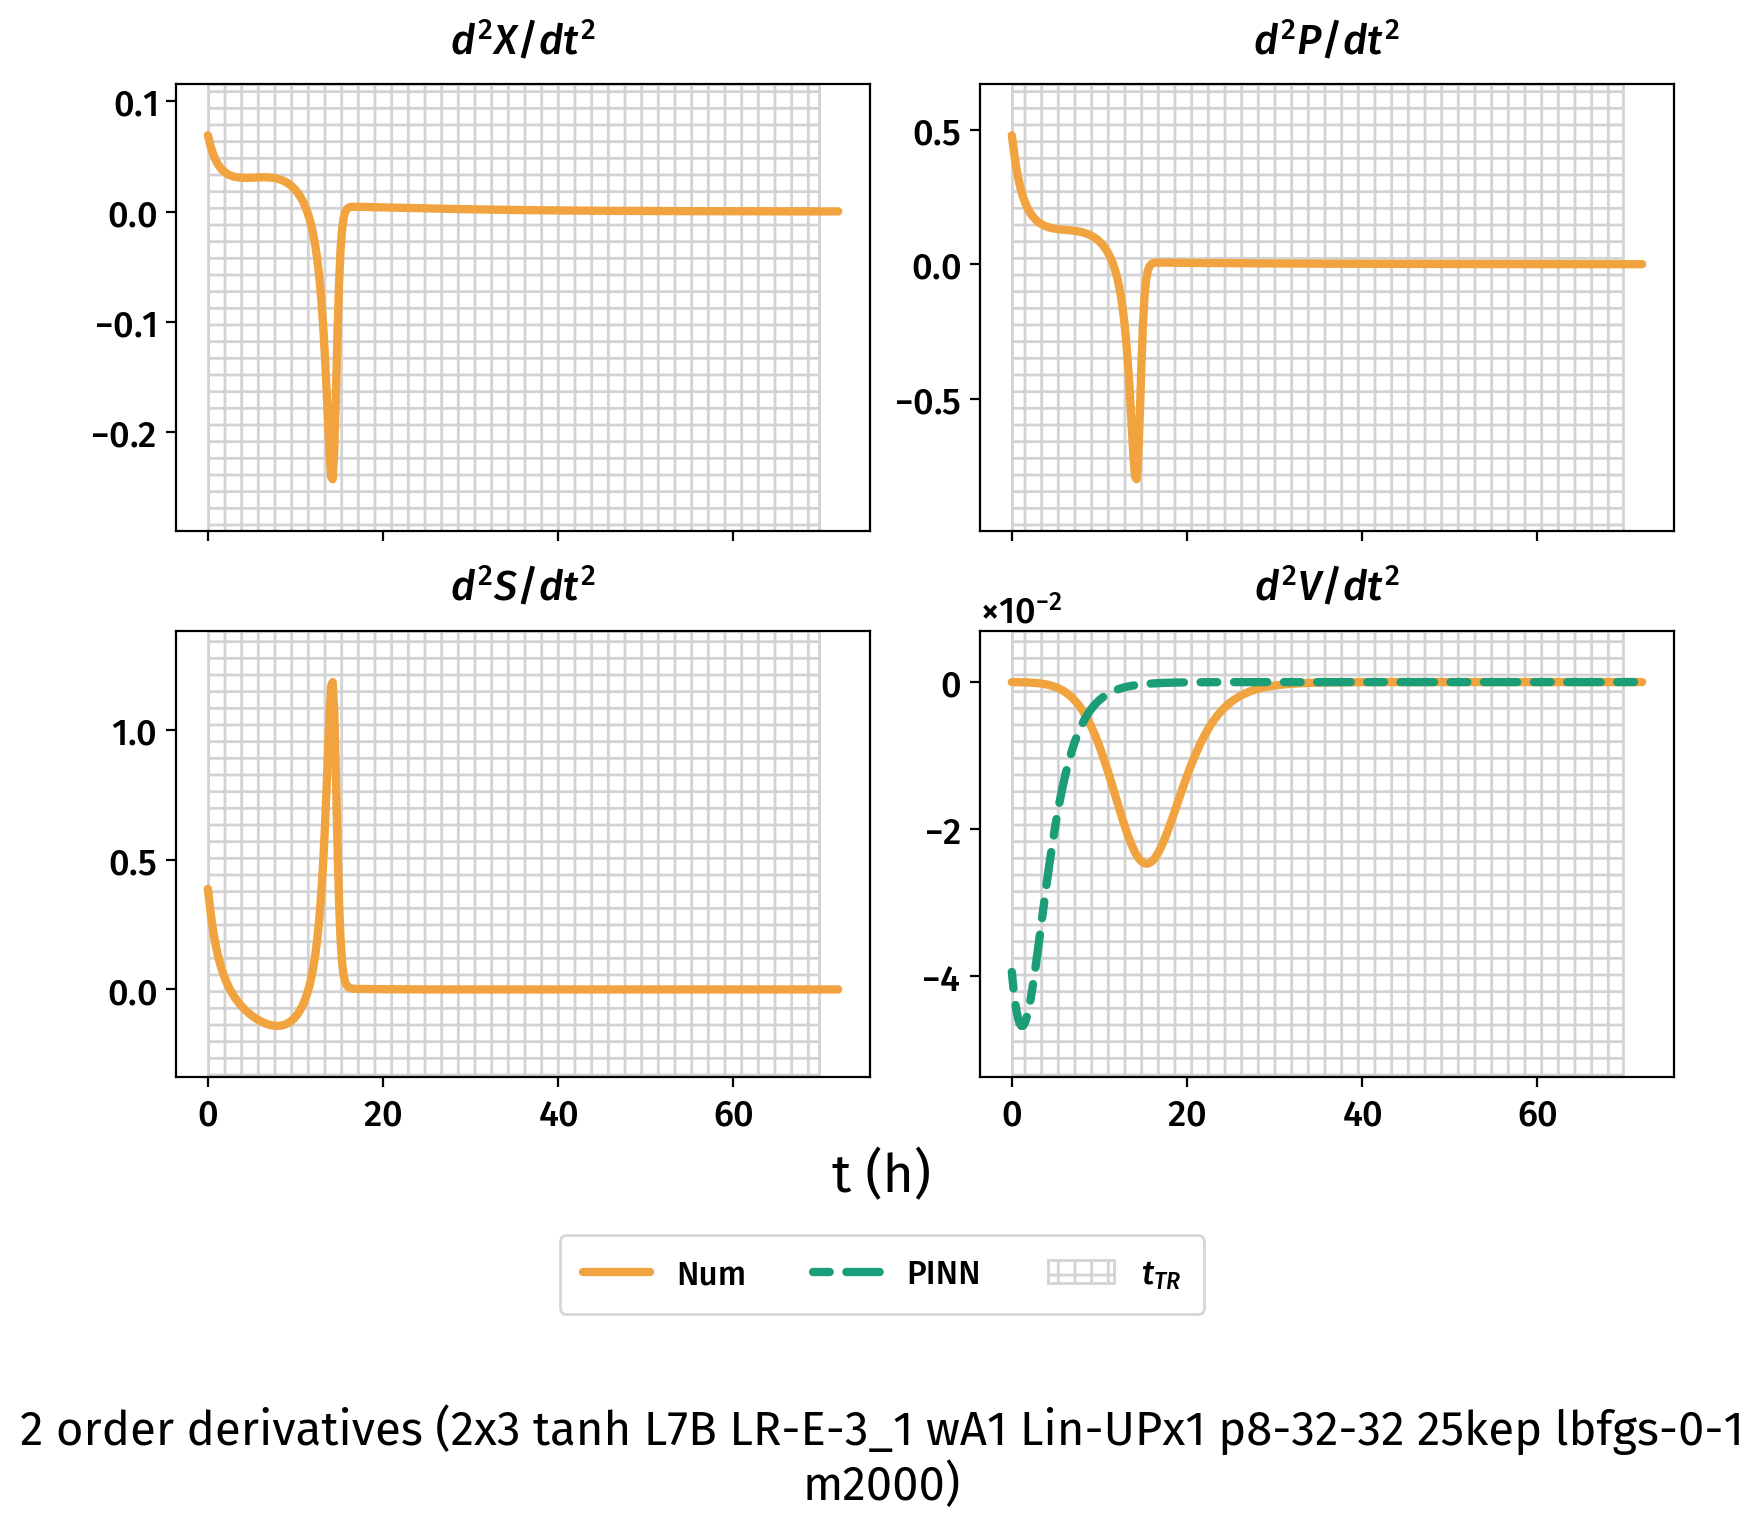 d²X/dt²
d²P/dt²
0.1
0.0
−0.1
−0.2
0.5
0.0
−0.5
d²S/dt²
d²V/dt²
×10⁻²
1.0
0.5
0.0
0
−2
−4
0 20 40 60
0 20 40 60
t (h)
Num PINN t_TR
2 order derivatives (2x3 tanh L7B LR-E-3_1 wA1 Lin-UPx1 p8-32-32 25kep lbfgs-0-1
m2000)